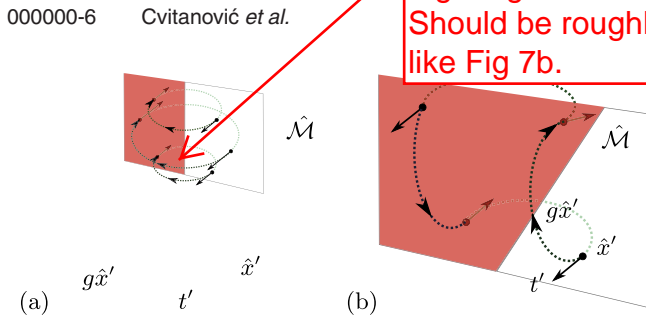 000000-6 Cvitanović et al.
Should be roughl
like Fig 7b.
ℳ̂
ℳ̂
gx̂′
x̂′
gx̂′
x̂′
t′
(a)
t′
(b)